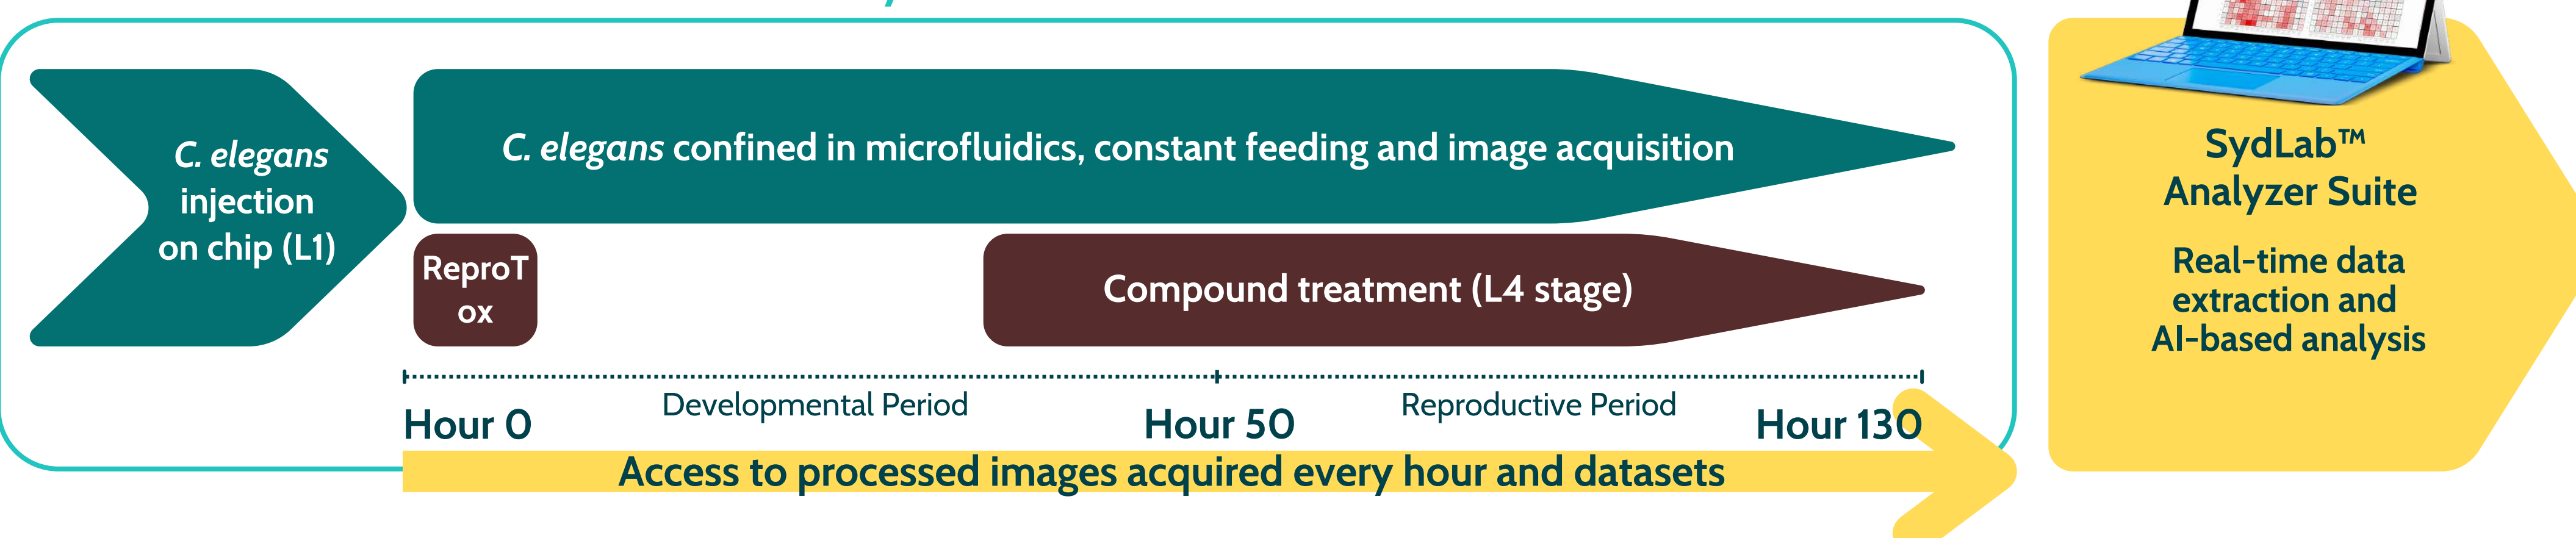 C. elegans
injection
on chip (L1)
C. elegans confined in microfluidics, constant feeding and image acquisition
ReproT
ox
Compound treatment (L4 stage)
Developmental Period
Reproductive Period
Hour 0
Hour 50
Hour 130
Access to processed images acquired every hour and datasets
SydLab™
Analyzer Suite
Real-time data
extraction and
AI-based analysis